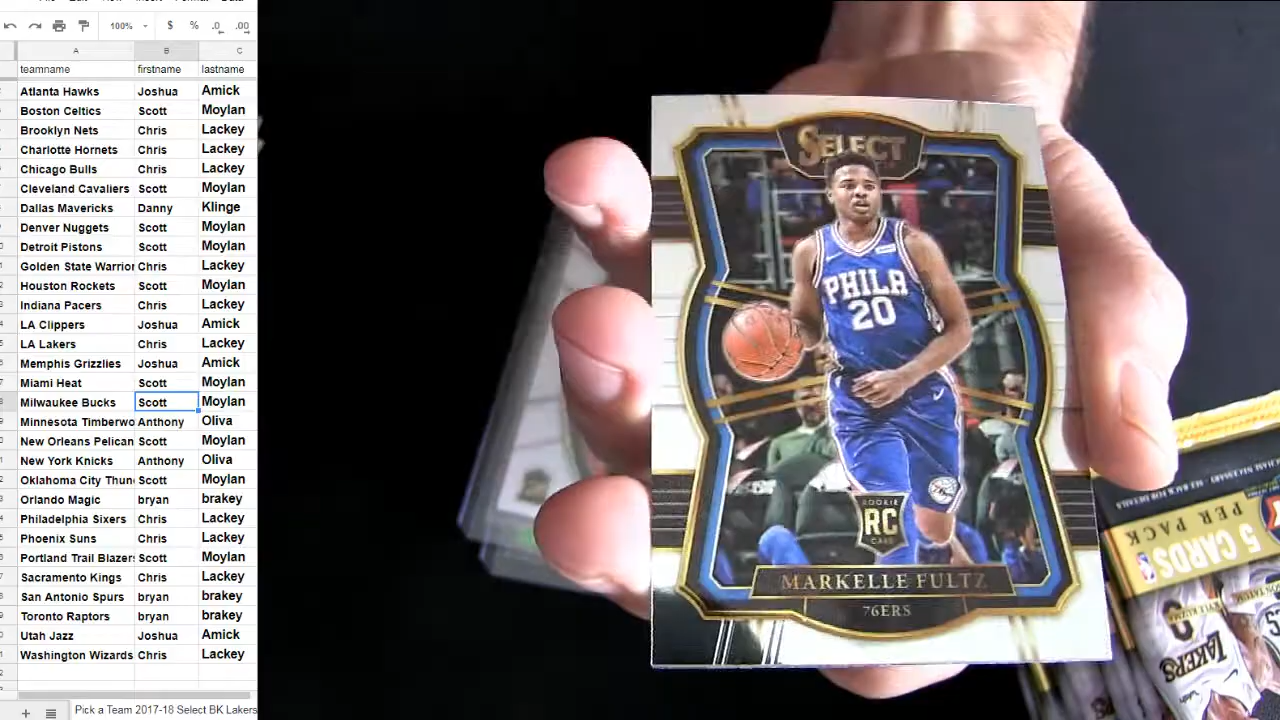 100% $ % .0 .00
A B C
teamname firstname lastname
Atlanta Hawks Joshua Amick
Boston Celtics Scott Moylan
Brooklyn Nets Chris Lackey
Charlotte Hornets Chris Lackey
Chicago Bulls Chris Lackey
Cleveland Cavaliers Scott Moylan
Dallas Mavericks Danny Klinge
Denver Nuggets Scott Moylan
Detroit Pistons Scott Moylan
Golden State Warrior Chris Lackey
Houston Rockets Scott Moylan
Indiana Pacers Chris Lackey
LA Clippers Joshua Amick
LA Lakers Chris Lackey
Memphis Grizzlies Joshua Amick
Miami Heat Scott Moylan
Milwaukee Bucks Scott Moylan
Minnesota Timberwo Anthony Oliva
New Orleans Pelican Scott Moylan
New York Knicks Anthony Oliva
Oklahoma City Thun Scott Moylan
Orlando Magic bryan brakey
Philadelphia Sixers Chris Lackey
Phoenix Suns Chris Lackey
Portland Trail Blazers Scott Moylan
Sacramento Kings Chris Lackey
San Antonio Spurs bryan brakey
Toronto Raptors bryan brakey
Utah Jazz Joshua Amick
Washington Wizards Chris Lackey
Pick a Team 2017-18 Select BK Lakers
SELECT
PHILA
20
ROOKIE
RC
CARD
MARKELLE FULTZ
76ERS
5 CARDS
PER PACK
LAKERS